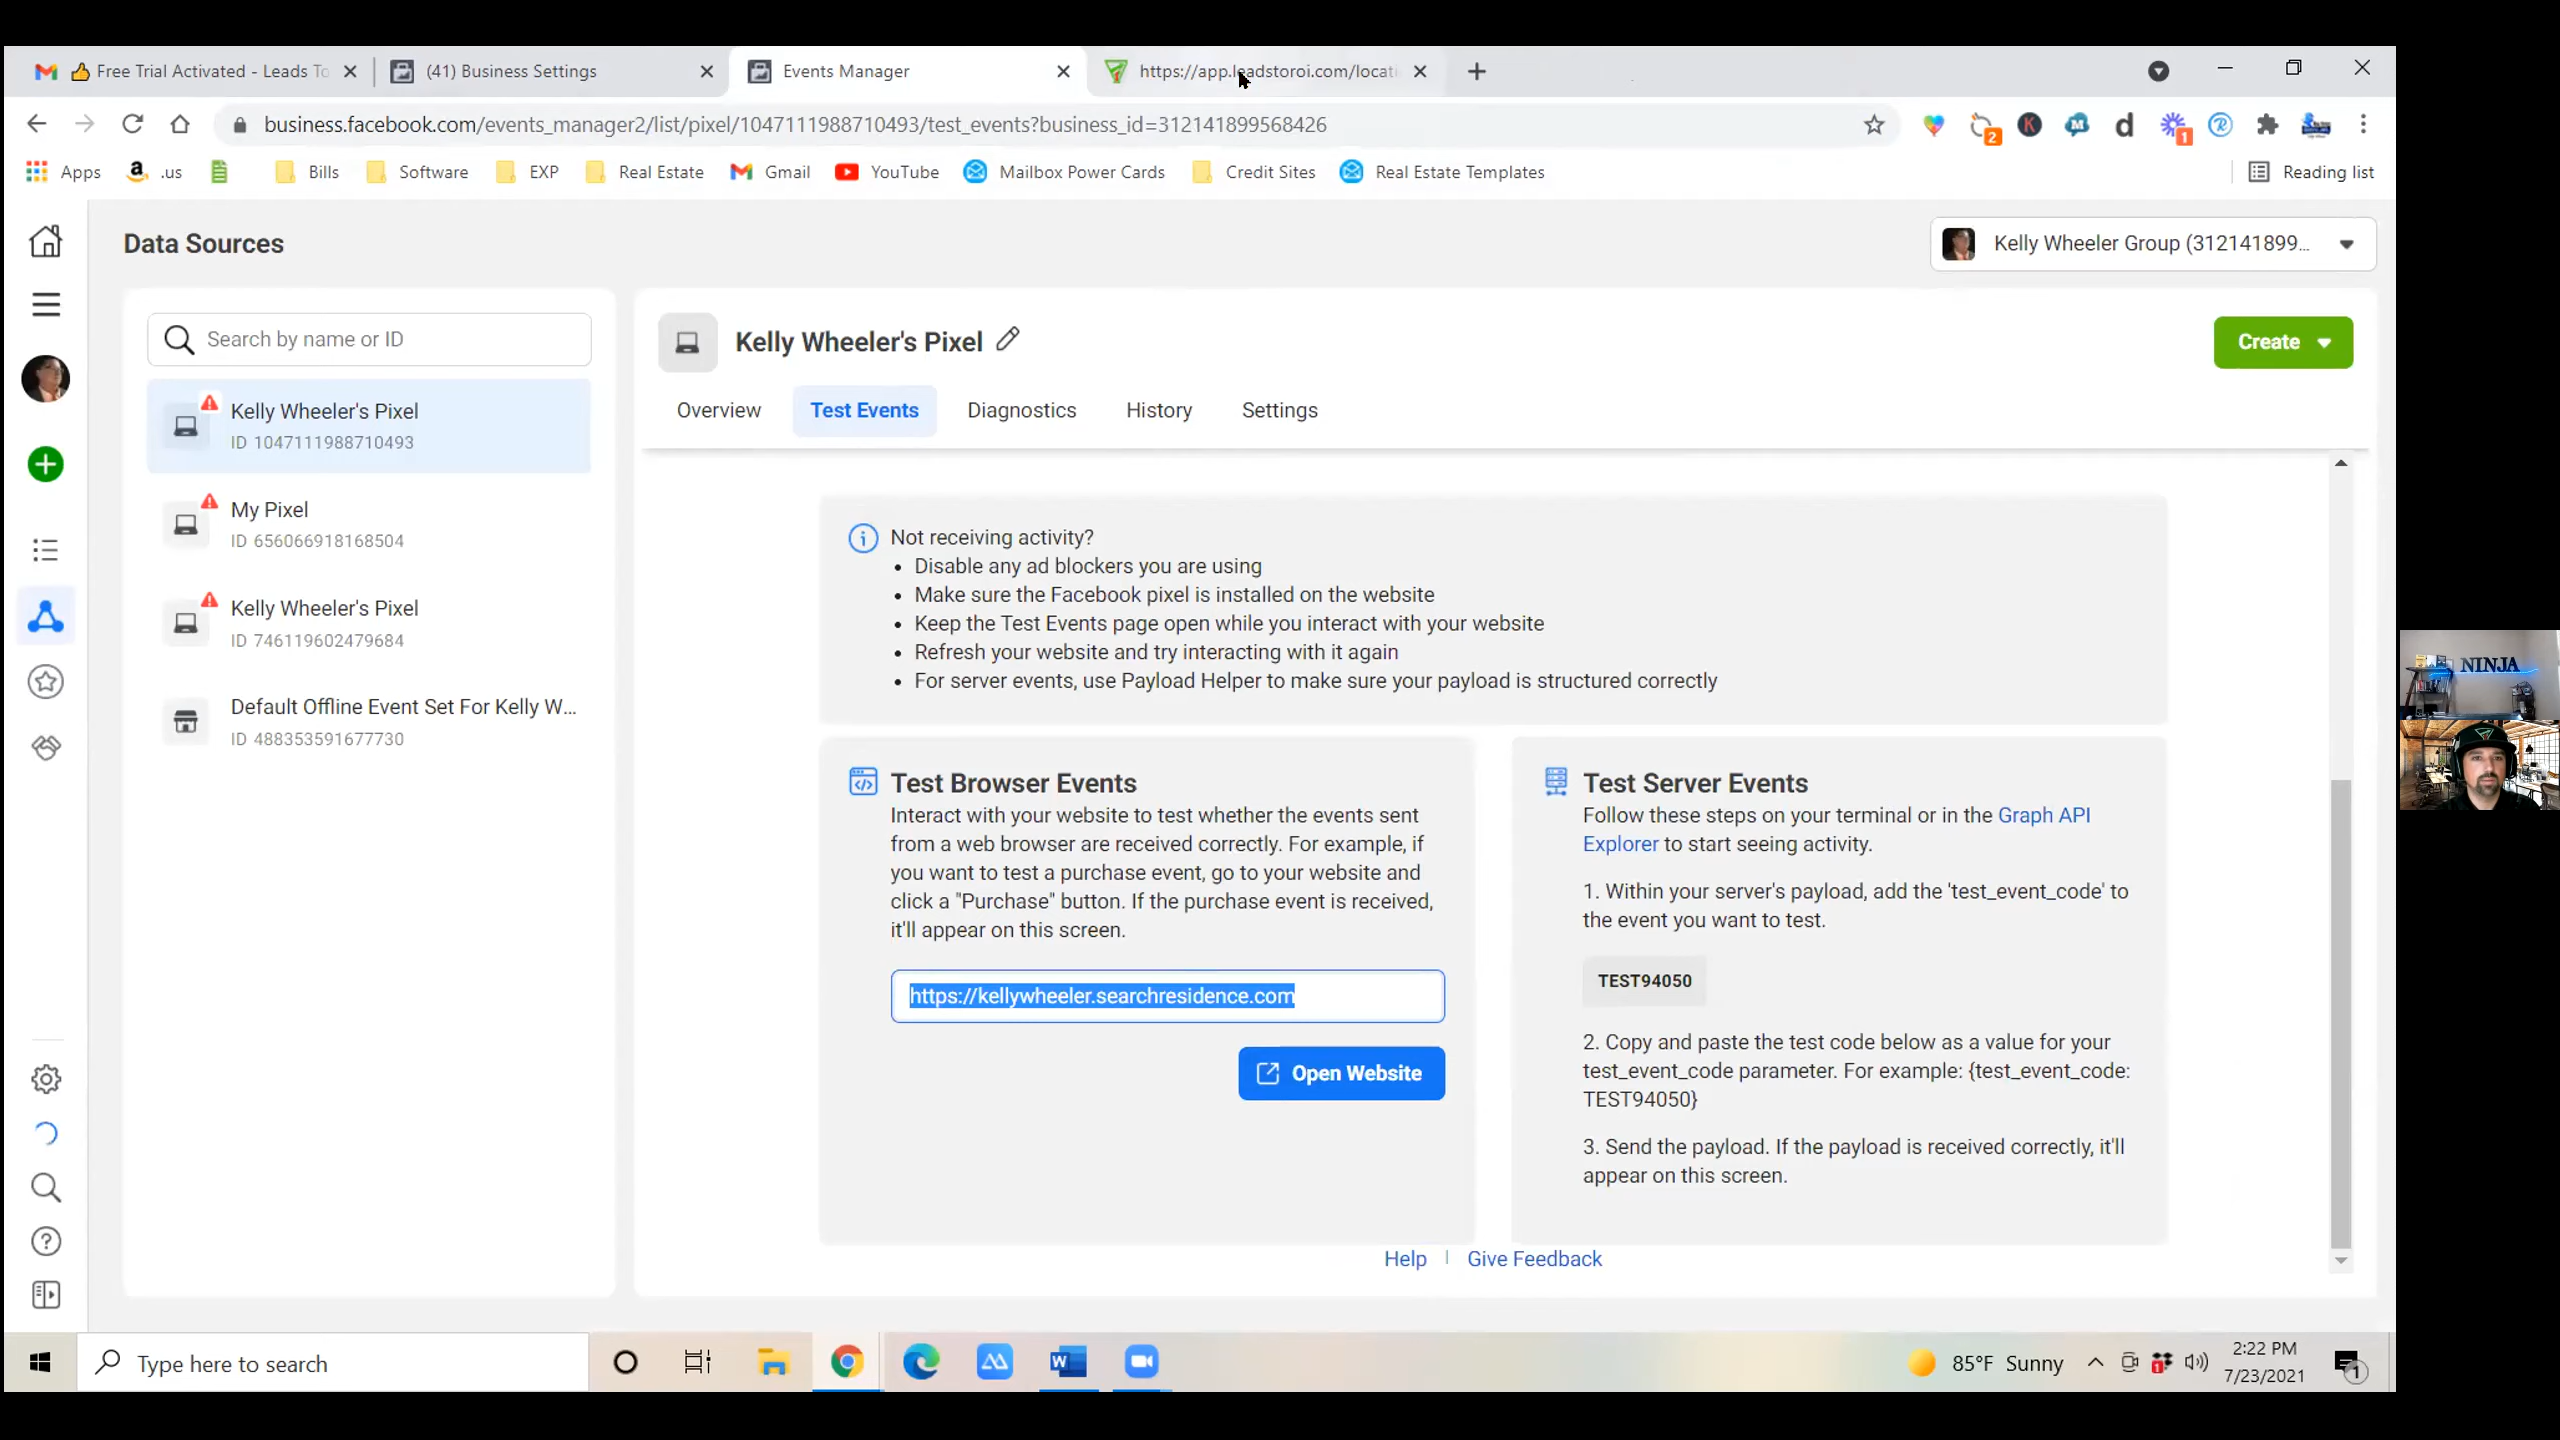 Free Trial Activated - Leads To
(41) Business Settings
Events Manager
https://app.leadstoroi.com/locati
business.facebook.com/events_manager2/list/pixel/1047111988710493/test_events?business_id=312141899568426
2
K
M
d
1
R
Apps
a
.us
Bills
Software
EXP
Real Estate
Gmail
YouTube
Mailbox Power Cards
Credit Sites
Real Estate Templates
Reading list
Data Sources
Kelly Wheeler Group (312141899...
Search by name or ID
Kelly Wheeler's Pixel
ID 1047111988710493
My Pixel
ID 656066918168504
Kelly Wheeler's Pixel
ID 746119602479684
Default Offline Event Set For Kelly W...
ID 488353591677730
Kelly Wheeler's Pixel
Create
Overview
Test Events
Diagnostics
History
Settings
Not receiving activity?
• Disable any ad blockers you are using
• Make sure the Facebook pixel is installed on the website
• Keep the Test Events page open while you interact with your website
• Refresh your website and try interacting with it again
• For server events, use Payload Helper to make sure your payload is structured correctly
Test Browser Events
Interact with your website to test whether the events sent
from a web browser are received correctly. For example, if
you want to test a purchase event, go to your website and
click a "Purchase" button. If the purchase event is received,
it'll appear on this screen.
https://kellywheeler.searchresidence.com
Open Website
Test Server Events
Follow these steps on your terminal or in the Graph API
Explorer to start seeing activity.
1. Within your server's payload, add the 'test_event_code' to
the event you want to test.
TEST94050
2. Copy and paste the test code below as a value for your
test_event_code parameter. For example: {test_event_code:
TEST94050}
3. Send the payload. If the payload is received correctly, it'll
appear on this screen.
Help
Give Feedback
NINJA
Type here to search
W
85°F Sunny
1
2:22 PM
7/23/2021
1